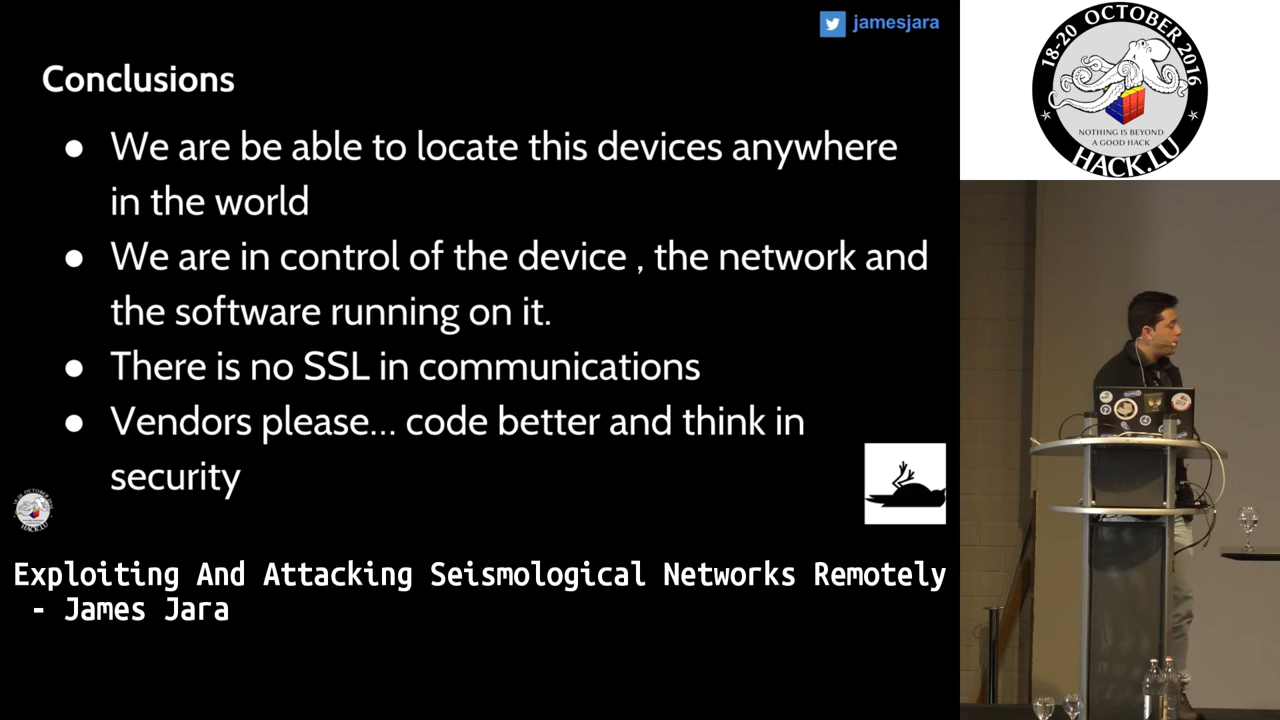 jamesjara
18-20 OCTOBER 2016
NOTHING IS BEYOND
A GOOD HACK
HACK.LU
Conclusions
● We are be able to locate this devices anywhere
in the world
● We are in control of the device , the network and
the software running on it.
● There is no SSL in communications
● Vendors please... code better and think in
security
HACK.LU
Exploiting And Attacking Seismological Networks Remotely
- James Jara